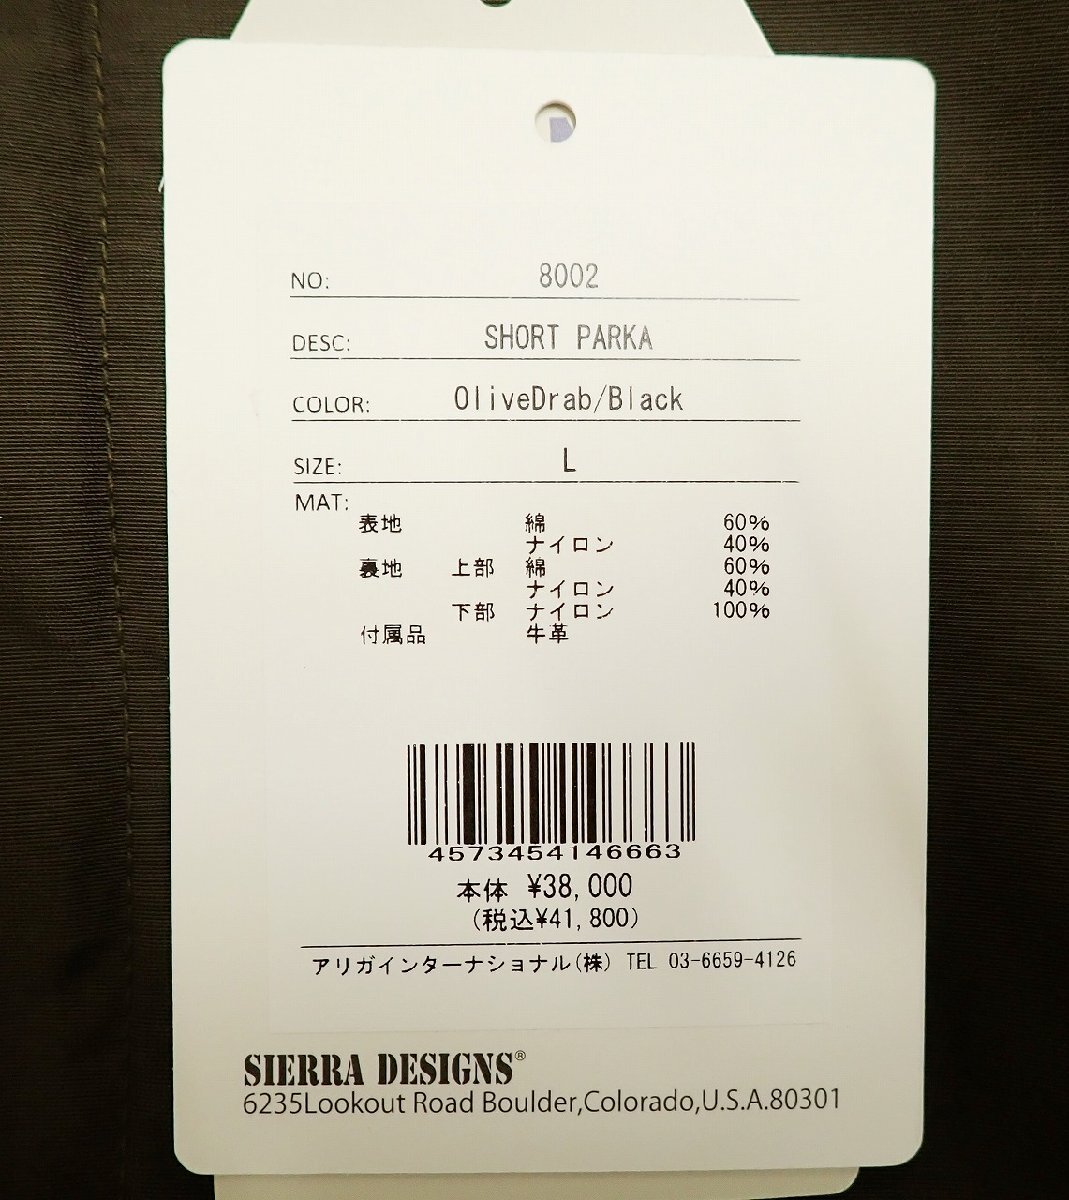 NO: 8002
DESC: SHORT PARKA
COLOR: OliveDrab/Black
SIZE: L
MAT:
表地 綿 60%
ナイロン 40%
裏地 上部 綿 60%
ナイロン 40%
下部 ナイロン 100%
付属品 牛革
4573454146663
本体 ¥38,000
(税込¥41,800)
アリガインターナショナル(株) TEL 03-6659-4126
SIERRA DESIGNS®
6235Lookout Road Boulder,Colorado,U.S.A.80301